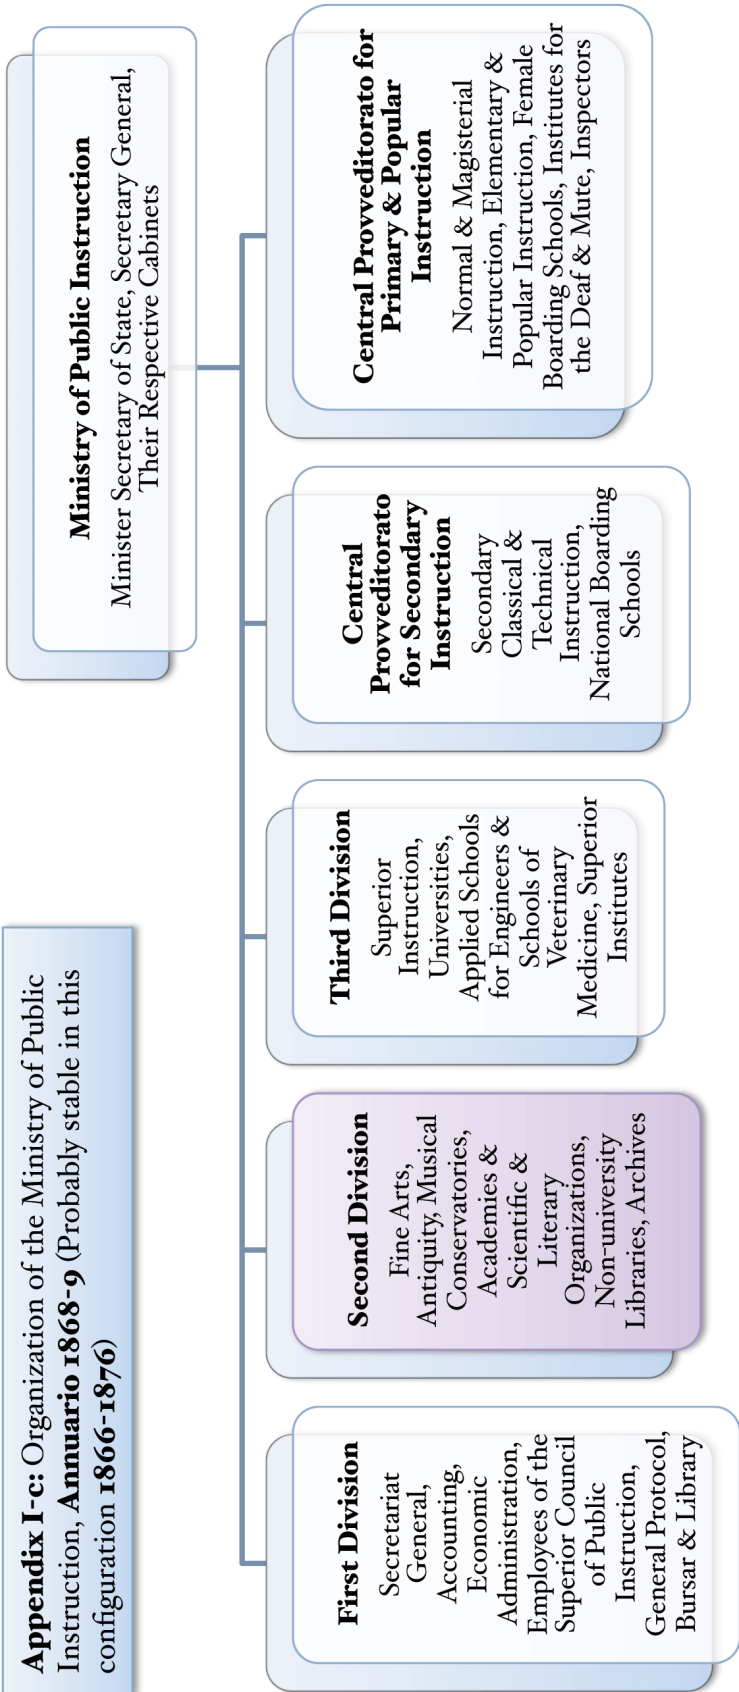 Appendix I-c: Organization of the Ministry of Public
Instruction, Annuario 1868-9 (Probably stable in this
configuration 1866-1876)
Ministry of Public Instruction
Minister Secretary of State, Secretary General,
Their Respective Cabinets
First Division
Secretariat
General,
Accounting,
Economic
Administration,
Employees of the
Superior Council
of Public
Instruction,
General Protocol,
Bursar & Library
Second Division
Fine Arts,
Antiquity, Musical
Conservatories,
Academies &
Scientific &
Literary
Organizations,
Non-university
Libraries, Archives
Third Division
Superior
Instruction,
Universities,
Applied Schools
for Engineers &
Schools of
Veterinary
Medicine, Superior
Institutes
Central
Provveditorato
for Secondary
Instruction
Secondary
Classical &
Technical
Instruction,
National Boarding
Schools
Central Provveditorato for
Primary & Popular
Instruction
Normal & Magisterial
Instruction, Elementary &
Popular Instruction, Female
Boarding Schools, Institutes for
the Deaf & Mute, Inspectors